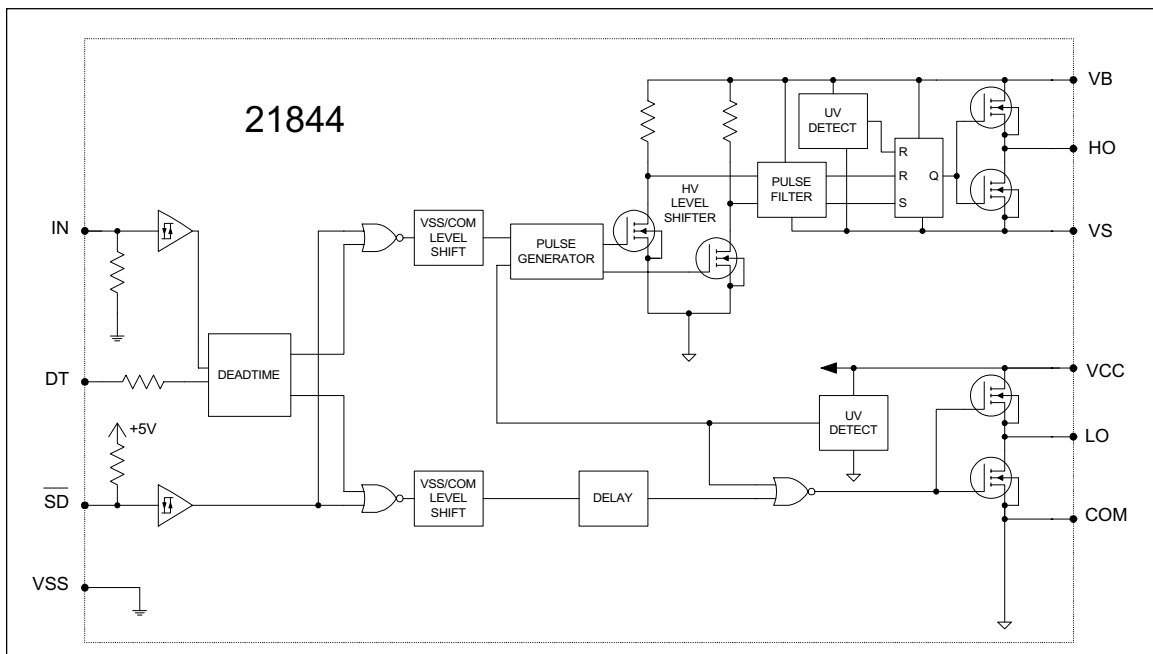 21844
VB
UV
DETECT
R
R
S
Q
HO
PULSE
FILTER
HV
LEVEL
SHIFTER
VS
IN
VSS/COM
LEVEL
SHIFT
PULSE
GENERATOR
DEADTIME
DT
+5V
SD
VSS/COM
LEVEL
SHIFT
DELAY
UV
DETECT
VCC
LO
COM
VSS